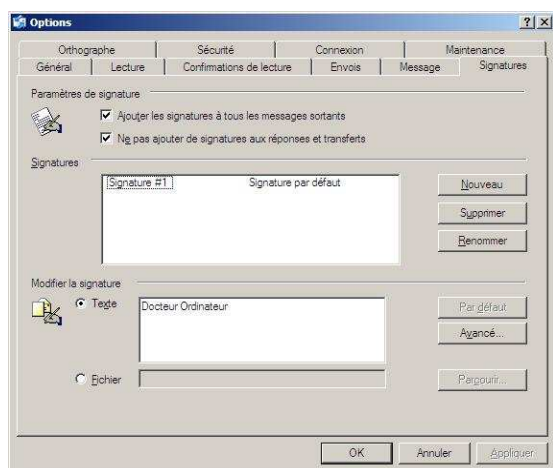 Options
Orthographe Sécurité Connexion Maintenance
Général Lecture Confirmations de lecture Envois Message Signatures
Paramètres de signature
Ajouter les signatures à tous les messages sortants
Ne pas ajouter de signatures aux réponses et transferts
Signatures
Signature #1 Signature par défaut
Nouveau
Supprimer
Renommer
Modifier la signature
Texte
Docteur Ordinateur
Par défaut
Avancé...
Fichier
Parcourir...
OK Annuler Appliquer